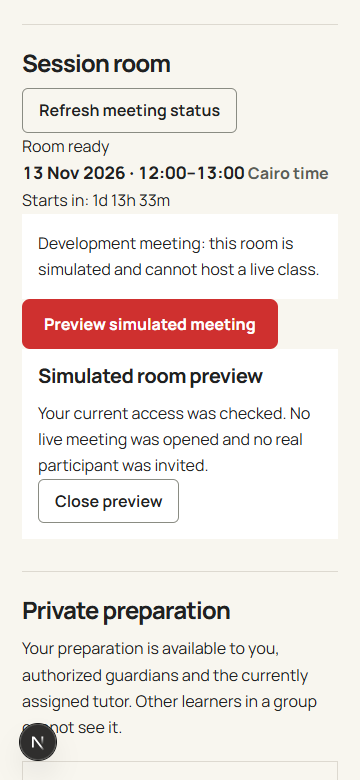 Session room
Refresh meeting status
Room ready
13 Nov 2026 · 12:00–13:00 Cairo time
Starts in: 1d 13h 33m
Development meeting: this room is
simulated and cannot host a live class.
Preview simulated meeting
Simulated room preview
Your current access was checked. No
live meeting was opened and no real
participant was invited.
Close preview
Private preparation
Your preparation is available to you,
authorized guardians and the currently
assigned tutor. Other learners in a group
not see it.
N